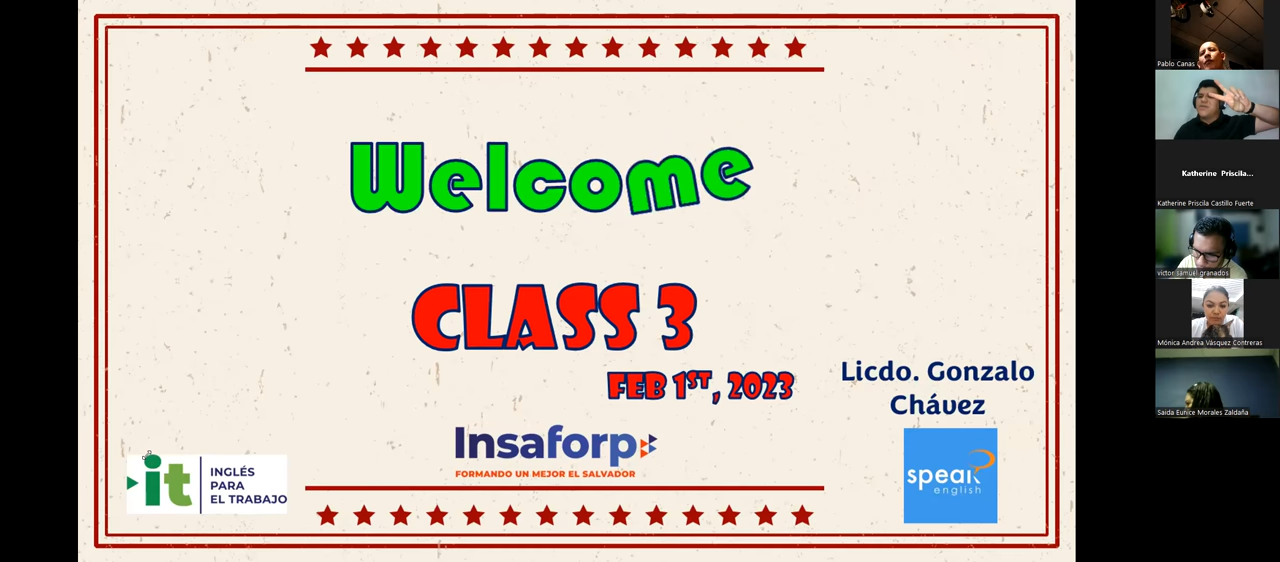 Welcome
CLASS 3
FEB 1ST, 2023
Licdo. Gonzalo
Chávez
Insaforp
FORMANDO UN MEJOR EL SALVADOR
it
INGLÉS
PARA
EL TRABAJO
speak
english
Pablo Canas
Katherine Priscila...
Katherine Priscila Castillo Fuerte
victor samuel granados
Mónica Andrea Vásquez Contreras
Saida Eunice Morales Zaldaña